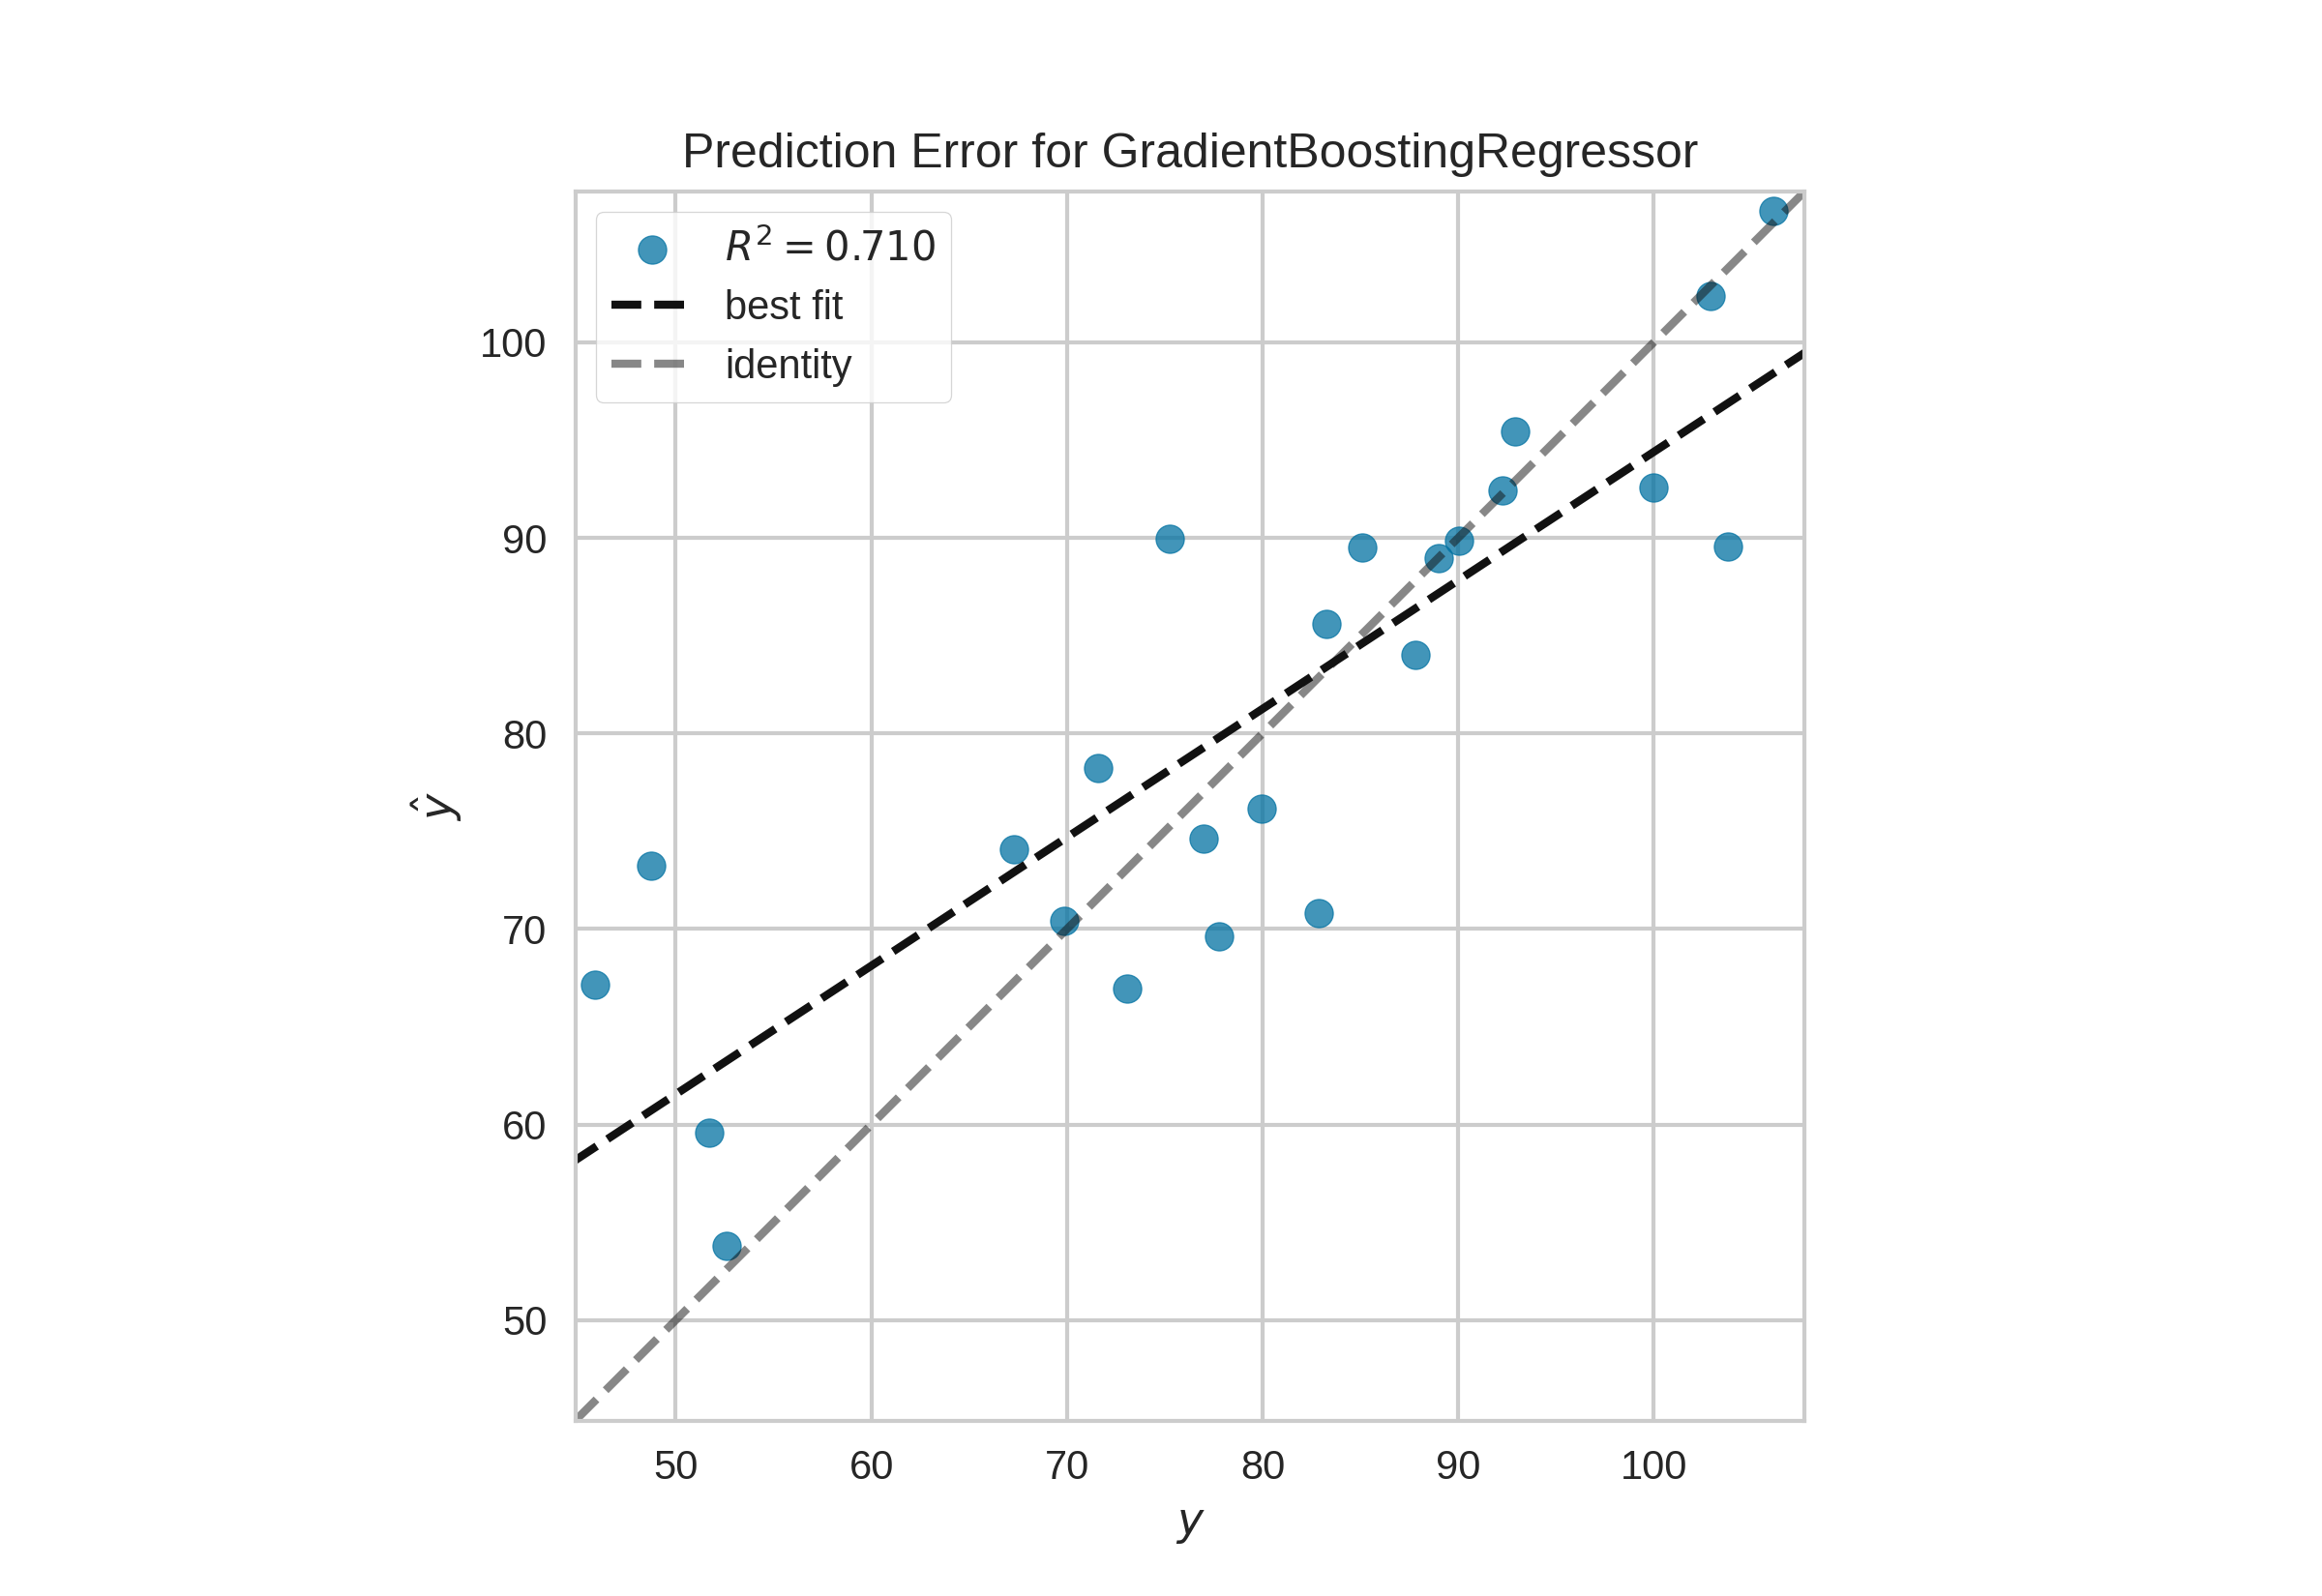 Prediction Error for GradientBoostingRegressor
R² = 0.710
best fit
identity
100
90
80
70
60
50
ŷ
50 60 70 80 90 100
y